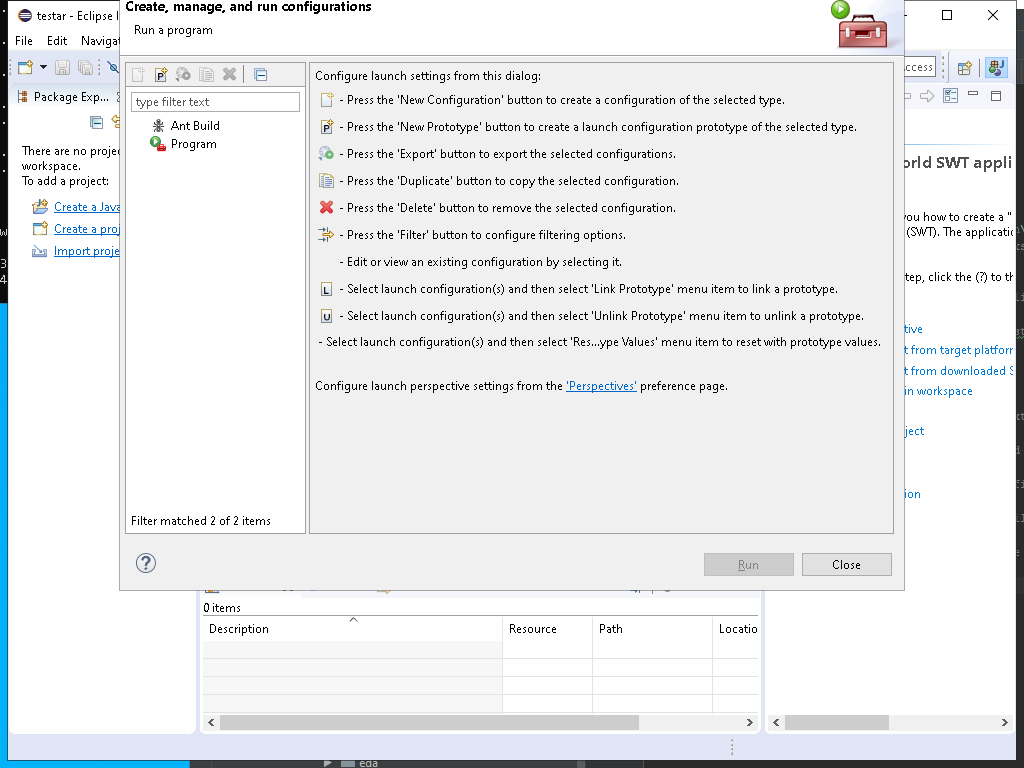 testar - Eclipse I
File Edit Navigat
Package Exp...
There are no projec
workspace.
To add a project:
Create a Java
Create a proj
Import proje
Create, manage, and run configurations
Run a program
type filter text
Ant Build
Program
Filter matched 2 of 2 items
Configure launch settings from this dialog:
- Press the 'New Configuration' button to create a configuration of the selected type.
- Press the 'New Prototype' button to create a launch configuration prototype of the selected type.
- Press the 'Export' button to export the selected configurations.
- Press the 'Duplicate' button to copy the selected configuration.
- Press the 'Delete' button to remove the selected configuration.
- Press the 'Filter' button to configure filtering options.
- Edit or view an existing configuration by selecting it.
L - Select launch configuration(s) and then select 'Link Prototype' menu item to link a prototype.
U - Select launch configuration(s) and then select 'Unlink Prototype' menu item to unlink a prototype.
- Select launch configuration(s) and then select 'Res...ype Values' menu item to reset with prototype values.
Configure launch perspective settings from the 'Perspectives' preference page.
?
Run
Close
ccess
orld SWT appli
you how to create a "
(SWT). The applicatio
tep, click the (?) to th
tive
t from target platform
t from downloaded S
in workspace
ject
ion
0 items
Description Resource Path Locatio
eda